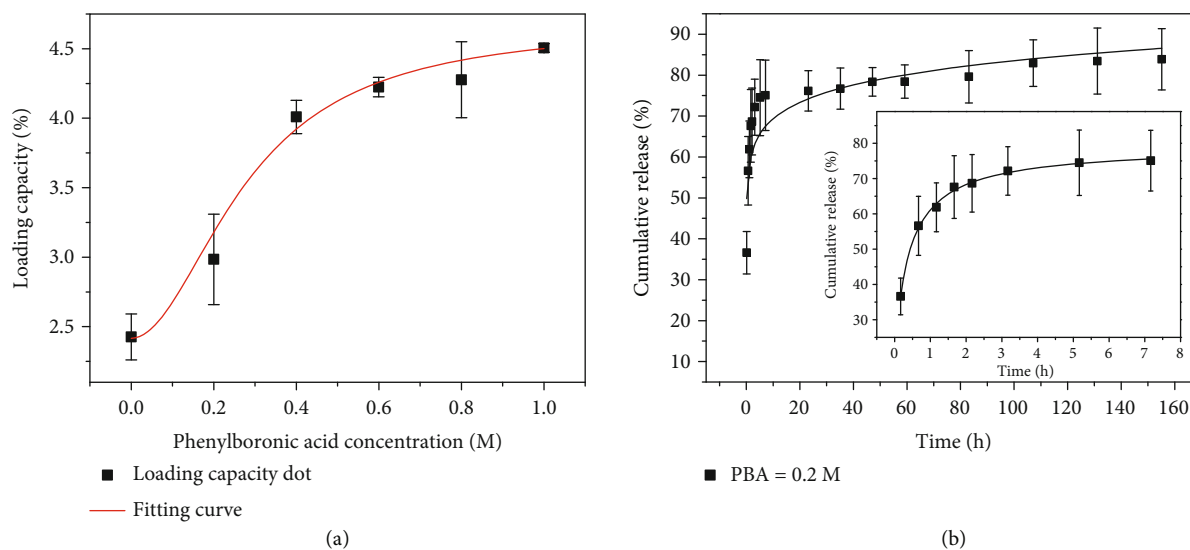 4.5
4.0
3.5
3.0
2.5
Loading capacity (%)
0.0 0.2 0.4 0.6 0.8 1.0
Phenylboronic acid concentration (M)
Loading capacity dot
Fitting curve
(a)
90
80
70
60
50
40
30
20
10
Cumulative release (%)
80
70
60
50
40
30
Cumulative release (%)
0 1 2 3 4 5 6 7 8
Time (h)
0 20 40 60 80 100 120 140 160
Time (h)
PBA = 0.2 M
(b)